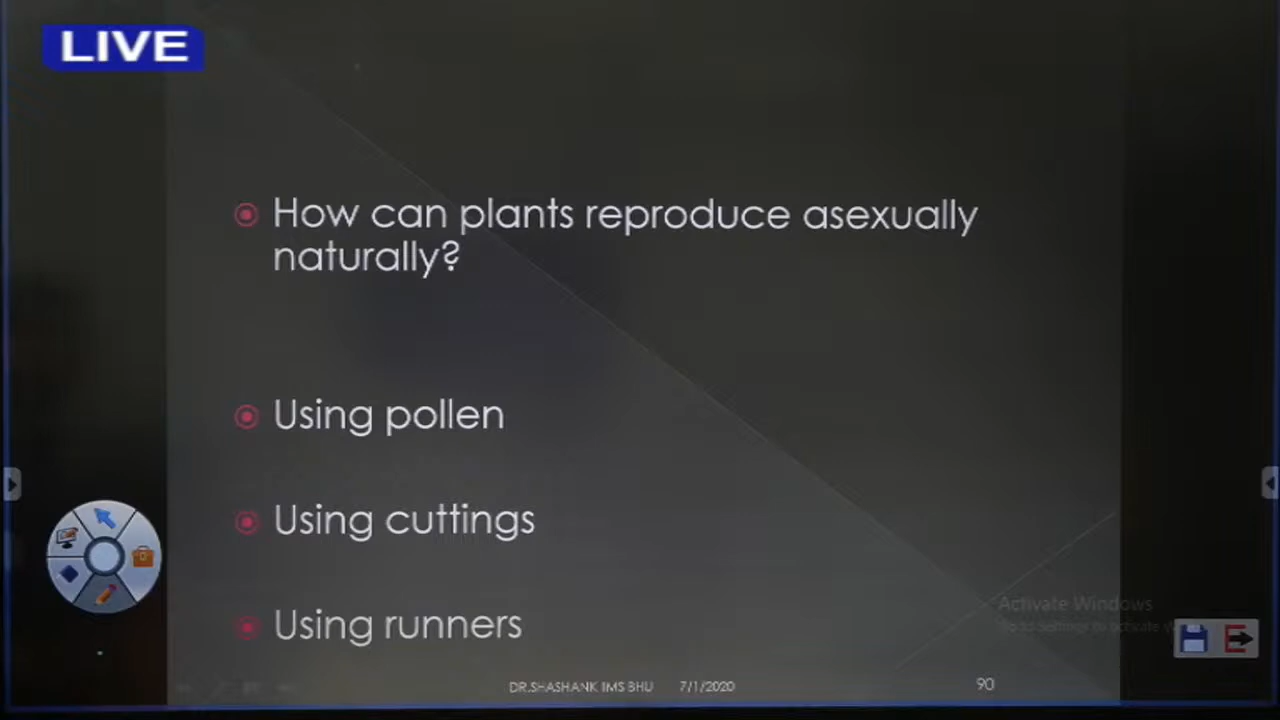 LIVE
How can plants reproduce asexually
naturally?
Using pollen
Using cuttings
Using runners
Activate Windows
DR.SHASHANK IMS BHU 7/1/2020 90